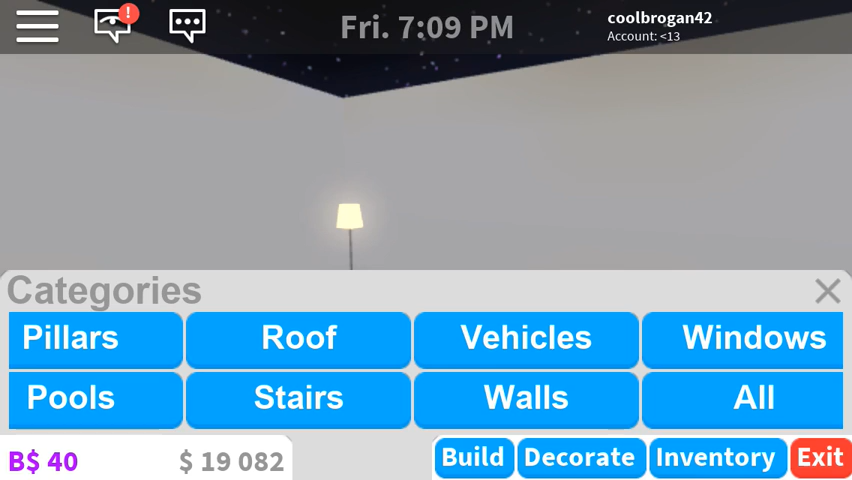 !
Fri. 7:09 PM
coolbrogan42
Account: <13
Categories
Pillars Roof Vehicles Windows
Pools Stairs Walls All
B$ 40 $ 19 082 Build Decorate Inventory Exit